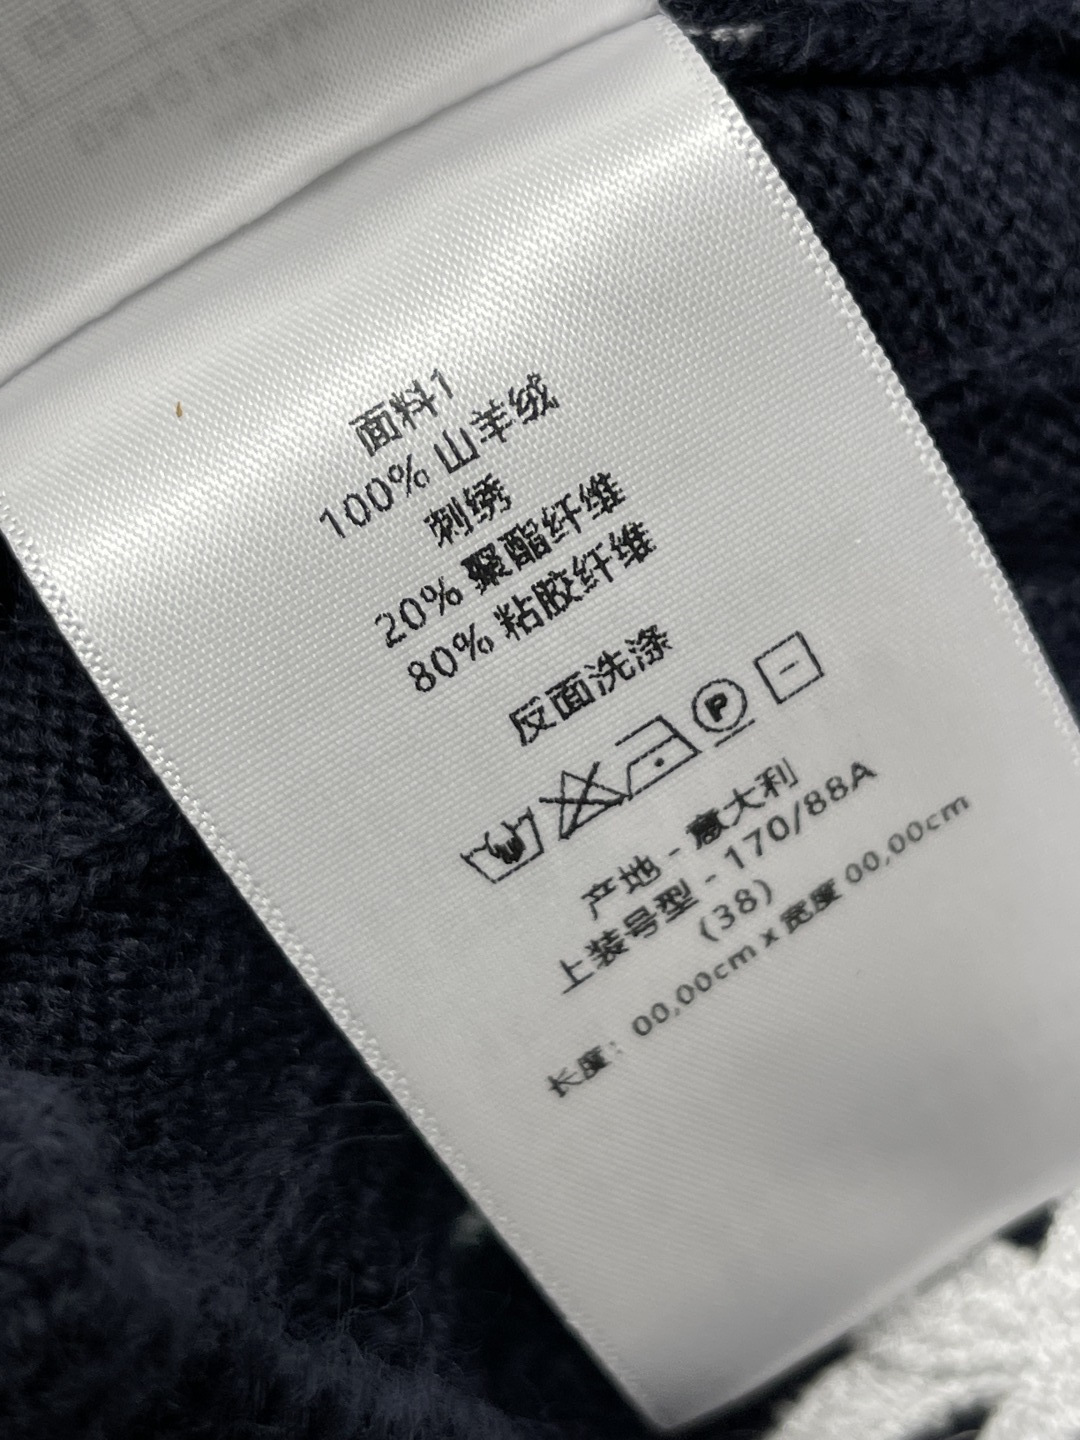 面料1
100% 山羊绒
刺绣
20% 聚酯纤维
80% 粘胶纤维
反面洗涤
P
产地 - 意大利
上装号型 - 170/88A
(38)
长度: 00,00cm x 宽度 00,00cm